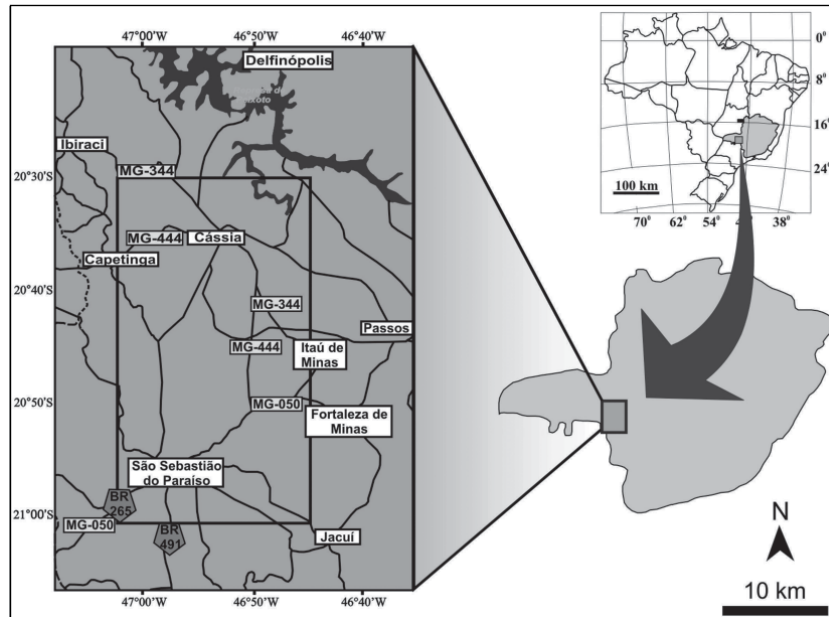 47°00'W
46°50'W
46°40'W
Delfinópolis
Ibiraci
20°30'S
MG-344
MG-444
Cássia
Capetinga
20°40'S
MG-344
Passos
MG-444
Itaú de
Minas
20°50'S
MG-050
Fortaleza de
Minas
São Sebastião
do Paraíso
BR
265
21°00'S
MG-050
BR
491
Jacuí
47°00'W
46°50'W
46°40'W
0°
8°
16°
24°
100 km
70°
62°
54°
38°
N
10 km